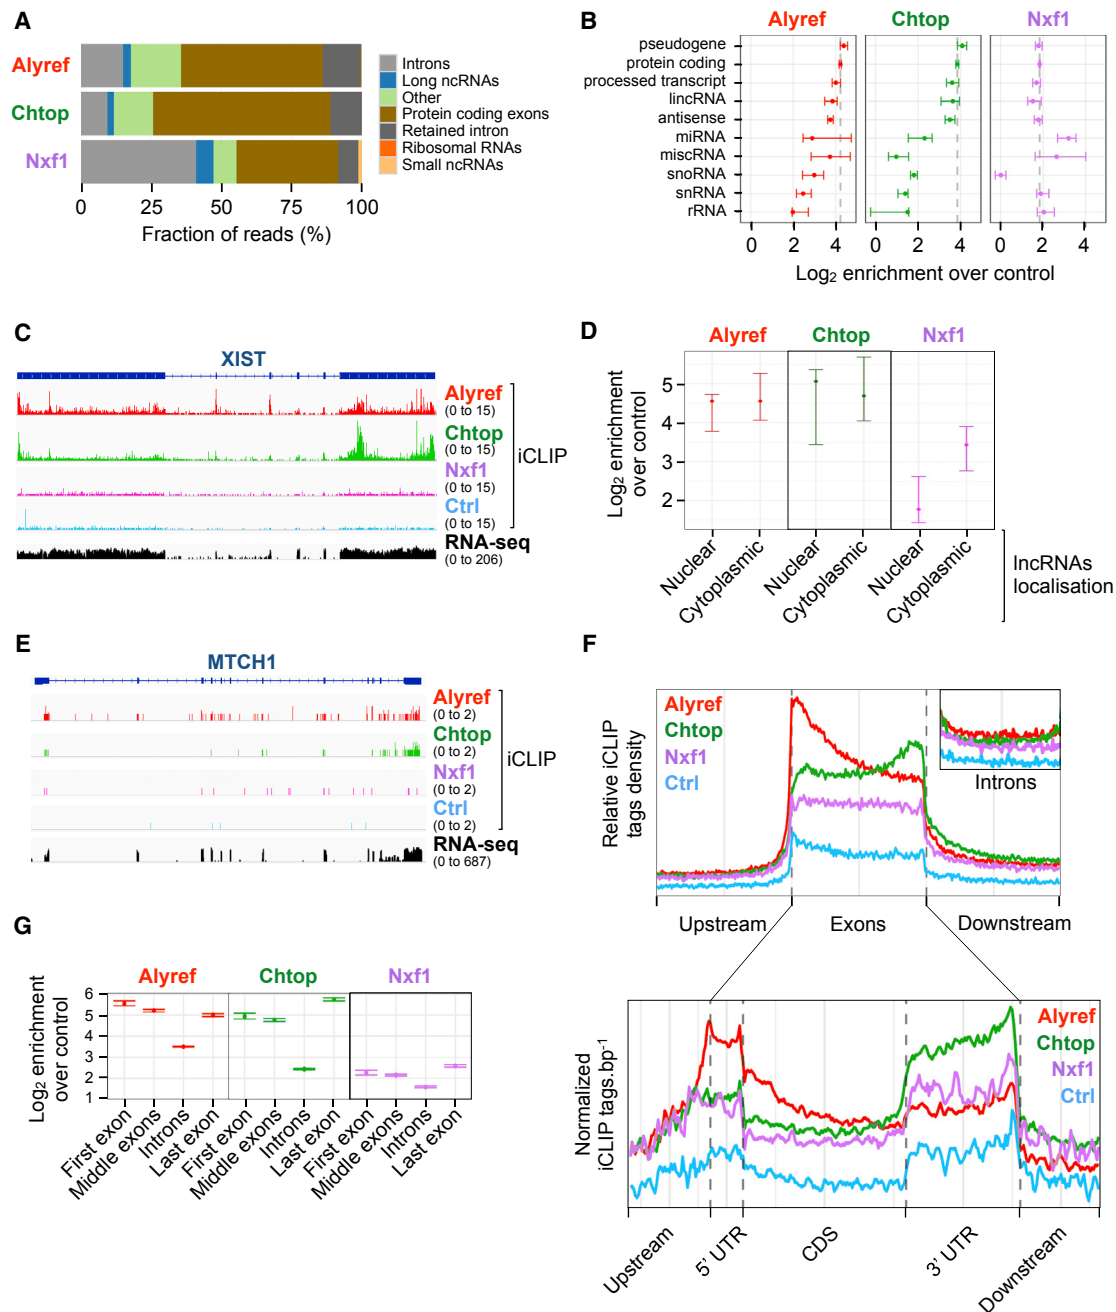 A
Alyref
Chtop
Nxf1
0 25 50 75 100
Fraction of reads (%)
Introns
Long ncRNAs
Other
Protein coding exons
Retained intron
Ribosomal RNAs
Small ncRNAs
B
Alyref Chtop Nxf1
pseudogene
protein coding
processed transcript
lincRNA
antisense
miRNA
miscRNA
snoRNA
snRNA
rRNA
0 2 4 0 2 4 0 2 4
Log₂ enrichment over control
C
XIST
Alyref
(0 to 15)
Chtop
(0 to 15)
Nxf1
(0 to 15)
Ctrl
(0 to 15)
RNA-seq
(0 to 206)
iCLIP
D
Alyref Chtop Nxf1
Log₂ enrichment
over control
5
4
3
2
Nuclear
Cytoplasmic
Nuclear
Cytoplasmic
Nuclear
Cytoplasmic
lncRNAs
localisation
E
MTCH1
Alyref
(0 to 2)
Chtop
(0 to 2)
Nxf1
(0 to 2)
Ctrl
(0 to 2)
RNA-seq
(0 to 687)
iCLIP
F
Relative iCLIP
tags density
Alyref
Chtop
Nxf1
Ctrl
Introns
Upstream Exons Downstream
Normalized
iCLIP tags.bp⁻¹
Alyref
Chtop
Nxf1
Ctrl
Upstream
5' UTR
CDS
3' UTR
Downstream
G
Alyref Chtop Nxf1
Log₂ enrichment
over control
6
5
4
3
2
1
First exon
Middle exons
Introns
Last exon
First exon
Middle exons
Introns
Last exon
First exon
Middle exons
Introns
Last exon